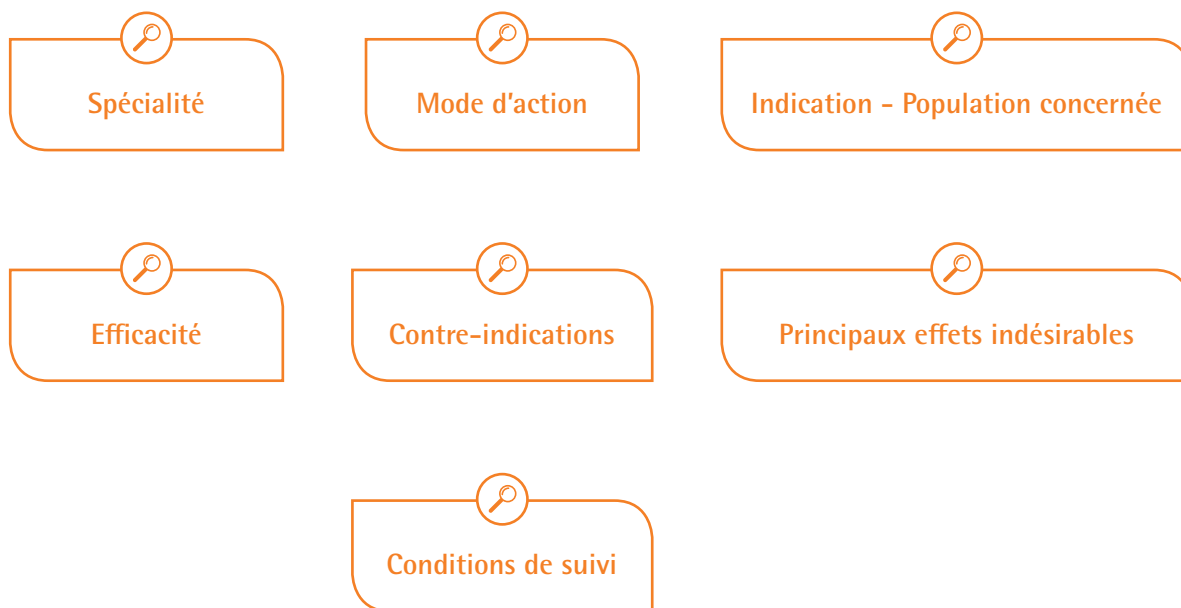 Spécialité
Mode d'action
Indication - Population concernée
Efficacité
Contre-indications
Principaux effets indésirables
Conditions de suivi